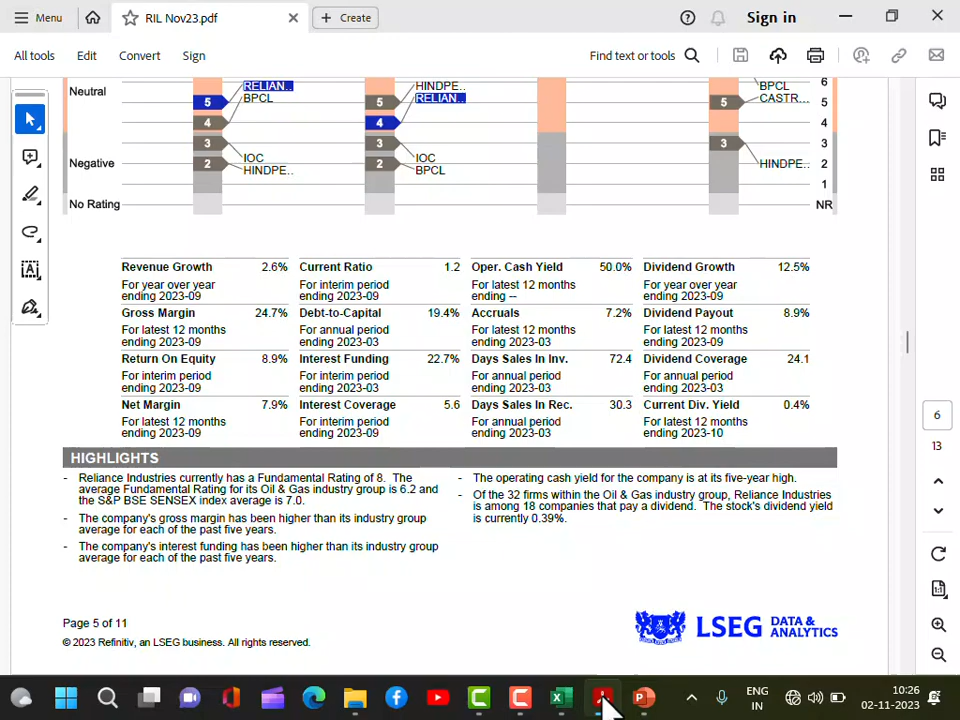 Menu
RIL Nov23.pdf
Create
Sign in
All tools
Edit
Convert
Sign
Find text or tools
Neutral
RELIAN..
HINDPE..
BPCL
6
5
BPCL
5
RELIAN..
5
CASTR...
5
4
4
4
3
IOC
3
IOC
3
3
Negative
2
HINDPE..
2
BPCL
HINDPE..
2
1
No Rating
NR
Revenue Growth 2.6%
For year over year
ending 2023-09
Current Ratio 1.2
For interim period
ending 2023-09
Oper. Cash Yield 50.0%
For latest 12 months
ending --
Dividend Growth 12.5%
For year over year
ending 2023-09
Gross Margin 24.7%
For latest 12 months
ending 2023-09
Debt-to-Capital 19.4%
For annual period
ending 2023-03
Accruals 7.2%
For latest 12 months
ending 2023-03
Dividend Payout 8.9%
For latest 12 months
ending 2023-09
Return On Equity 8.9%
For interim period
ending 2023-09
Interest Funding 22.7%
For interim period
ending 2023-03
Days Sales In Inv. 72.4
For annual period
ending 2023-03
Dividend Coverage 24.1
For annual period
ending 2023-03
Net Margin 7.9%
For latest 12 months
ending 2023-09
Interest Coverage 5.6
For interim period
ending 2023-09
Days Sales In Rec. 30.3
For annual period
ending 2023-03
Current Div. Yield 0.4%
For latest 12 months
ending 2023-10
HIGHLIGHTS
- Reliance Industries currently has a Fundamental Rating of 8. The
average Fundamental Rating for its Oil & Gas industry group is 6.2 and
the S&P BSE SENSEX index average is 7.0.
- The company's gross margin has been higher than its industry group
average for each of the past five years.
- The company's interest funding has been higher than its industry group
average for each of the past five years.
- The operating cash yield for the company is at its five-year high.
- Of the 32 firms within the Oil & Gas industry group, Reliance Industries
is among 18 companies that pay a dividend. The stock's dividend yield
is currently 0.39%.
6
13
Page 5 of 11
© 2023 Refinitiv, an LSEG business. All rights reserved.
LSEG DATA &
ANALYTICS
ENG
IN
10:26
02-11-2023